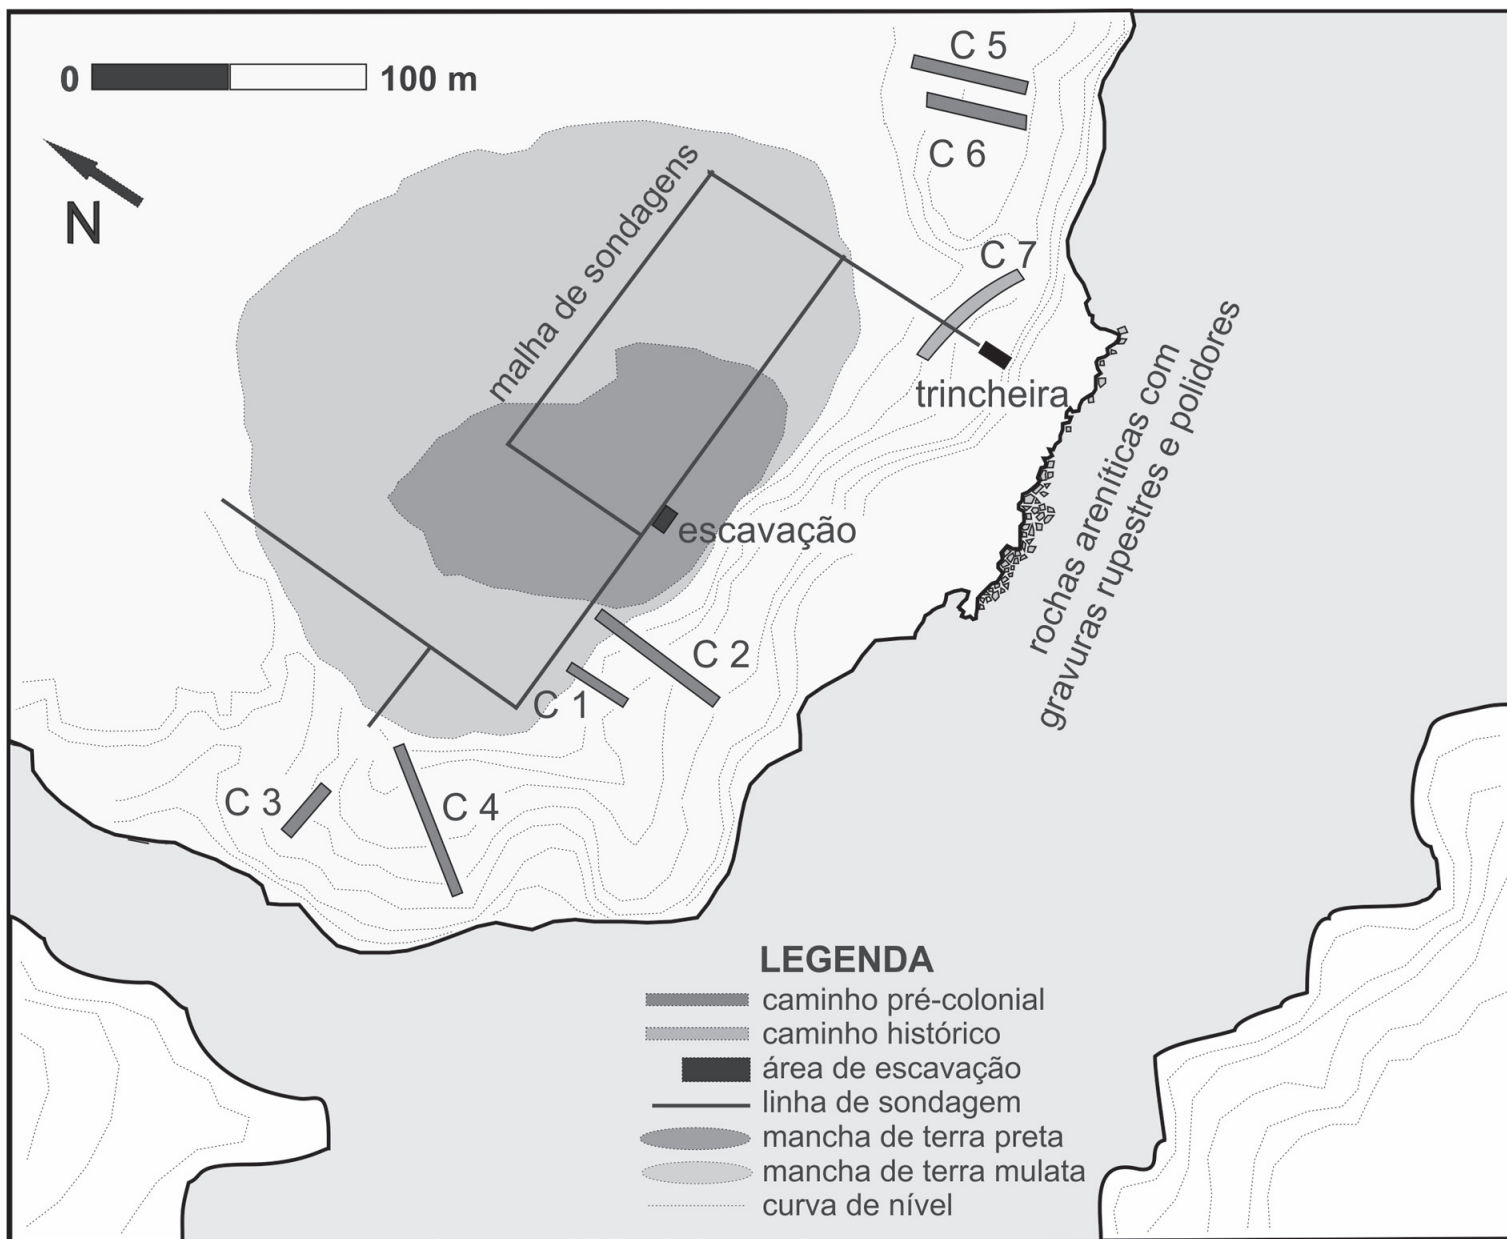 C 5
0 100 m
C 6
N
malha de sondagens
C 7
trincheira
rochas areníticas com
gravuras rupestres e polidores
escavação
C 2
C 1
C 3
C 4
LEGENDA
caminho pré-colonial
caminho histórico
área de escavação
linha de sondagem
mancha de terra preta
mancha de terra mulata
curva de nível